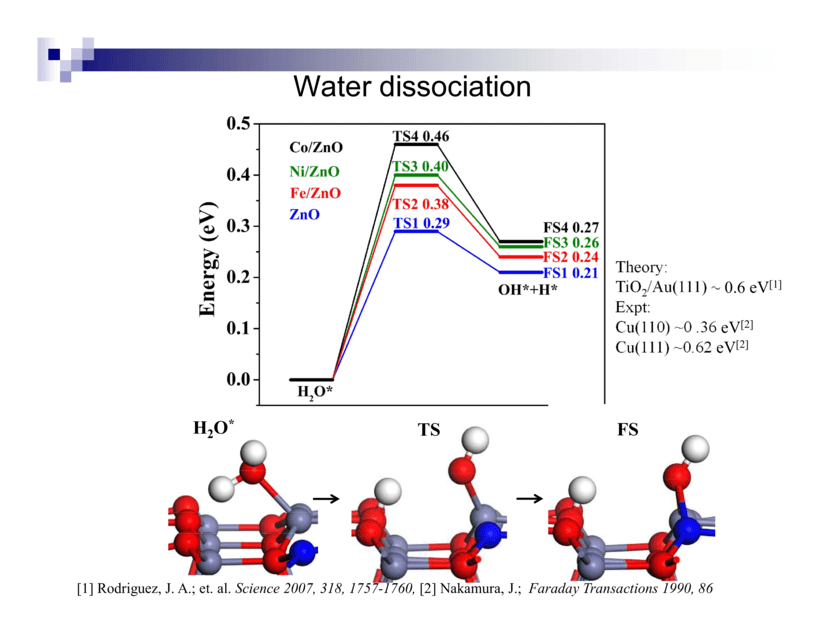 Water dissociation
0.5
0.4
0.3
0.2
0.1
0.0
Energy (eV)
Co/ZnO
Ni/ZnO
Fe/ZnO
ZnO
TS4 0.46
TS3 0.40
TS2 0.38
TS1 0.29
FS4 0.27
FS3 0.26
FS2 0.24
FS1 0.21
OH*+H*
H₂O*
Theory:
TiO₂/Au(111) ~ 0.6 eV[1]
Expt:
Cu(110) ~0 .36 eV[2]
Cu(111) ~0.62 eV[2]
H₂O*
TS
FS
[1] Rodriguez, J. A.; et. al. Science 2007, 318, 1757-1760, [2] Nakamura, J.; Faraday Transactions 1990, 86